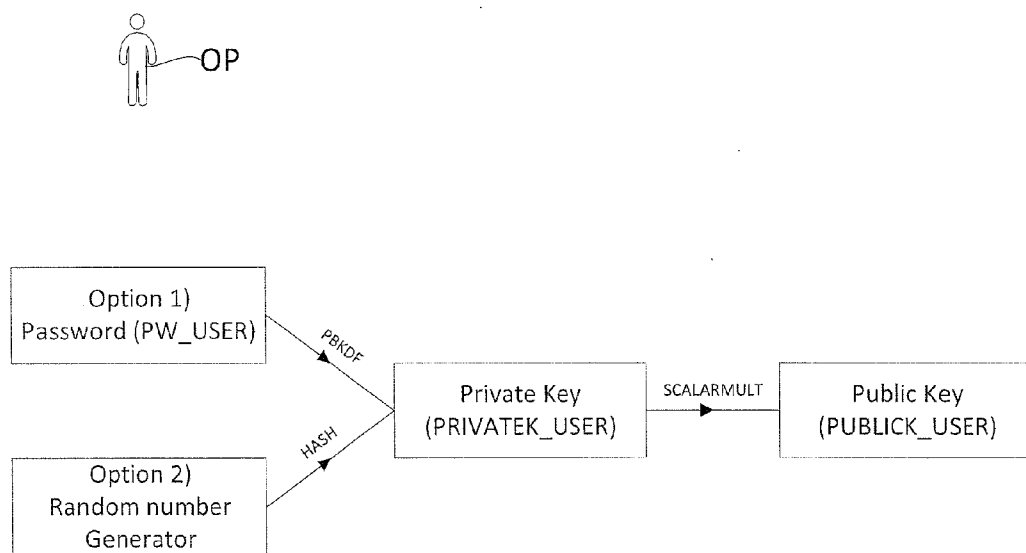 OP
Option 1)
Password (PW_USER)
PBKDF
Private Key
(PRIVATEK_USER)
SCALARMULT
Public Key
(PUBLICK_USER)
HASH
Option 2)
Random number
Generator